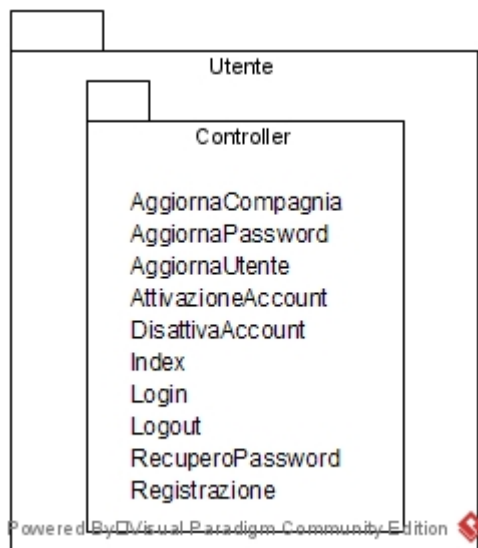 Utente
Controller
AggiornaCompagnia
AggiornaPassword
AggiornaUtente
AttivazioneAccount
DisattivaAccount
Index
Login
Logout
RecuperoPassword
Registrazione
Powered By□Visual Paradigm Community Edition